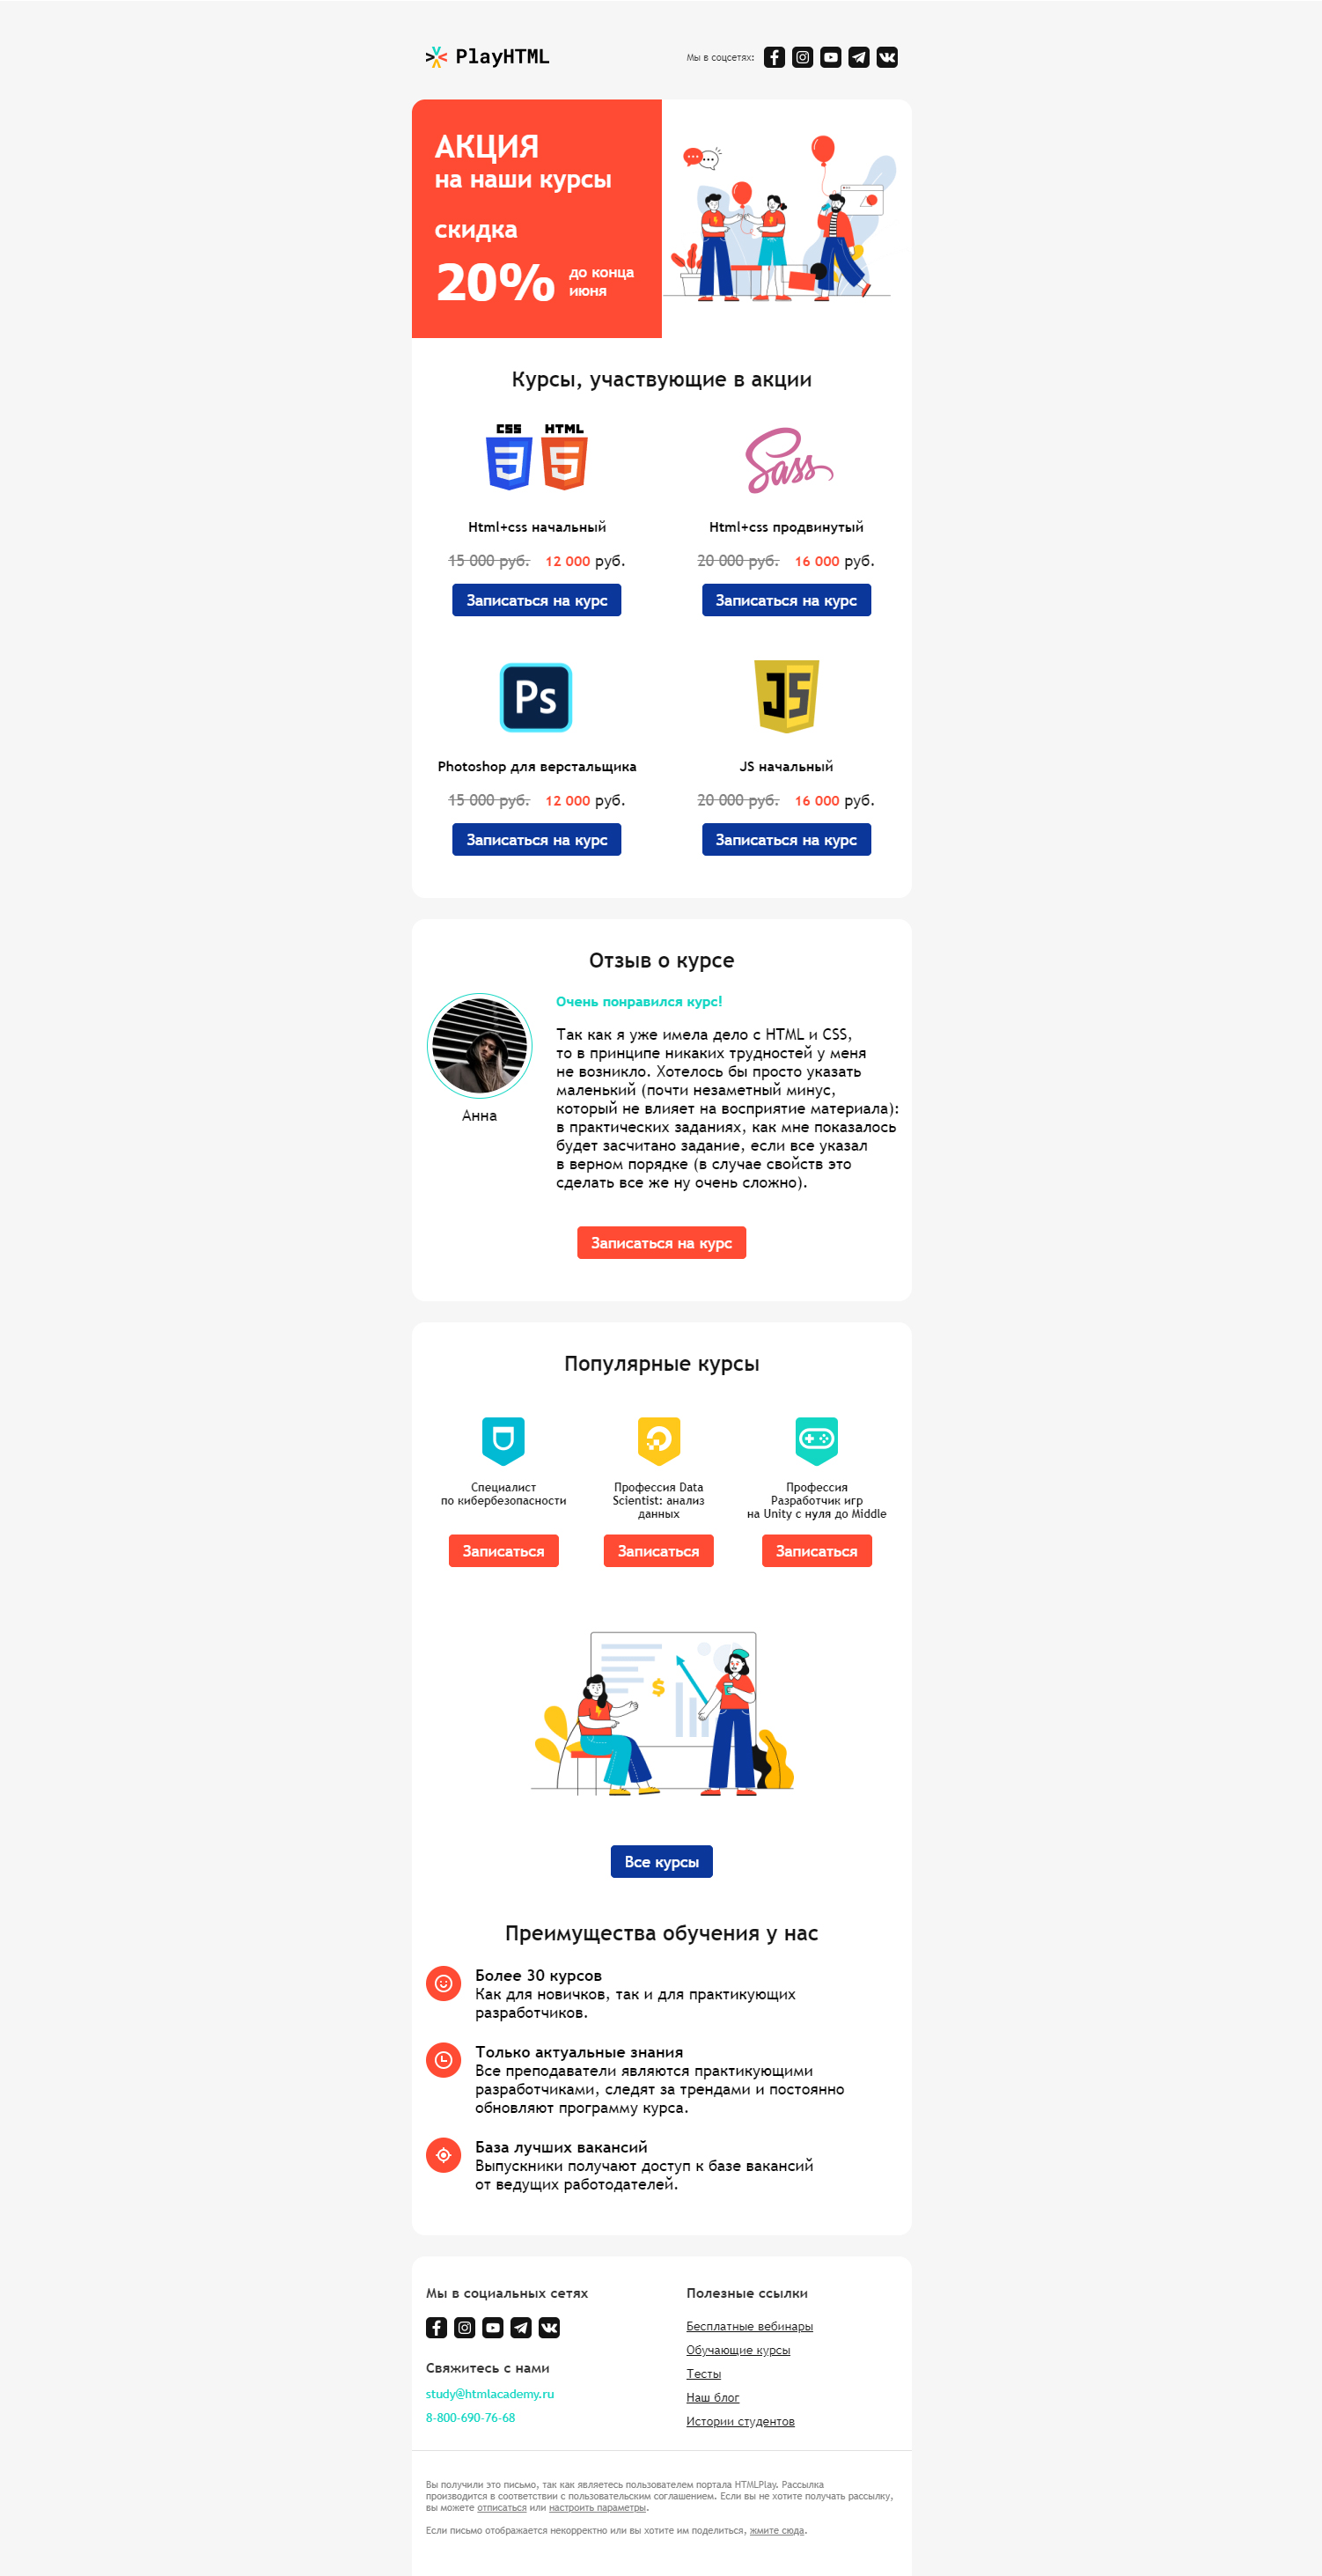 PlayHTML
Мы в соцсетях:
АКЦИЯ
на наши курсы
скидка
20%
до конца
июня
Курсы, участвующие в акции
CSS HTML
3 5
Sass
Html+css начальный
Html+css продвинутый
15 000 руб. 12 000 руб.
20 000 руб. 16 000 руб.
Записаться на курс
Записаться на курс
Ps
JS
Photoshop для верстальщика
JS начальный
15 000 руб. 12 000 руб.
20 000 руб. 16 000 руб.
Записаться на курс
Записаться на курс
Отзыв о курсе
Очень понравился курс!
Так как я уже имела дело с HTML и CSS,
то в принципе никаких трудностей у меня
не возникло. Хотелось бы просто указать
маленький (почти незаметный минус,
который не влияет на восприятие материала):
в практических заданиях, как мне показалось
будет засчитано задание, если все указал
в верном порядке (в случае свойств это
сделать все же ну очень сложно).
Анна
Записаться на курс
Популярные курсы
Специалист
по кибербезопасности
Профессия Data
Scientist: анализ
данных
Профессия
Разработчик игр
на Unity с нуля до Middle
Записаться
Записаться
Записаться
$
Все курсы
Преимущества обучения у нас
Более 30 курсов
Как для новичков, так и для практикующих
разработчиков.
Только актуальные знания
Все преподаватели являются практикующими
разработчиками, следят за трендами и постоянно
обновляют программу курса.
База лучших вакансий
Выпускники получают доступ к базе вакансий
от ведущих работодателей.
Мы в социальных сетях
Свяжитесь с нами
study@htmlacademy.ru
8-800-690-76-68
Полезные ссылки
Бесплатные вебинары
Обучающие курсы
Тесты
Наш блог
Истории студентов
Вы получили это письмо, так как являетесь пользователем портала HTMLPlay. Рассылка
производится в соответствии с пользовательским соглашением. Если вы не хотите получать рассылку,
вы можете отписаться или настроить параметры.
Если письмо отображается некорректно или вы хотите им поделиться, жмите сюда.